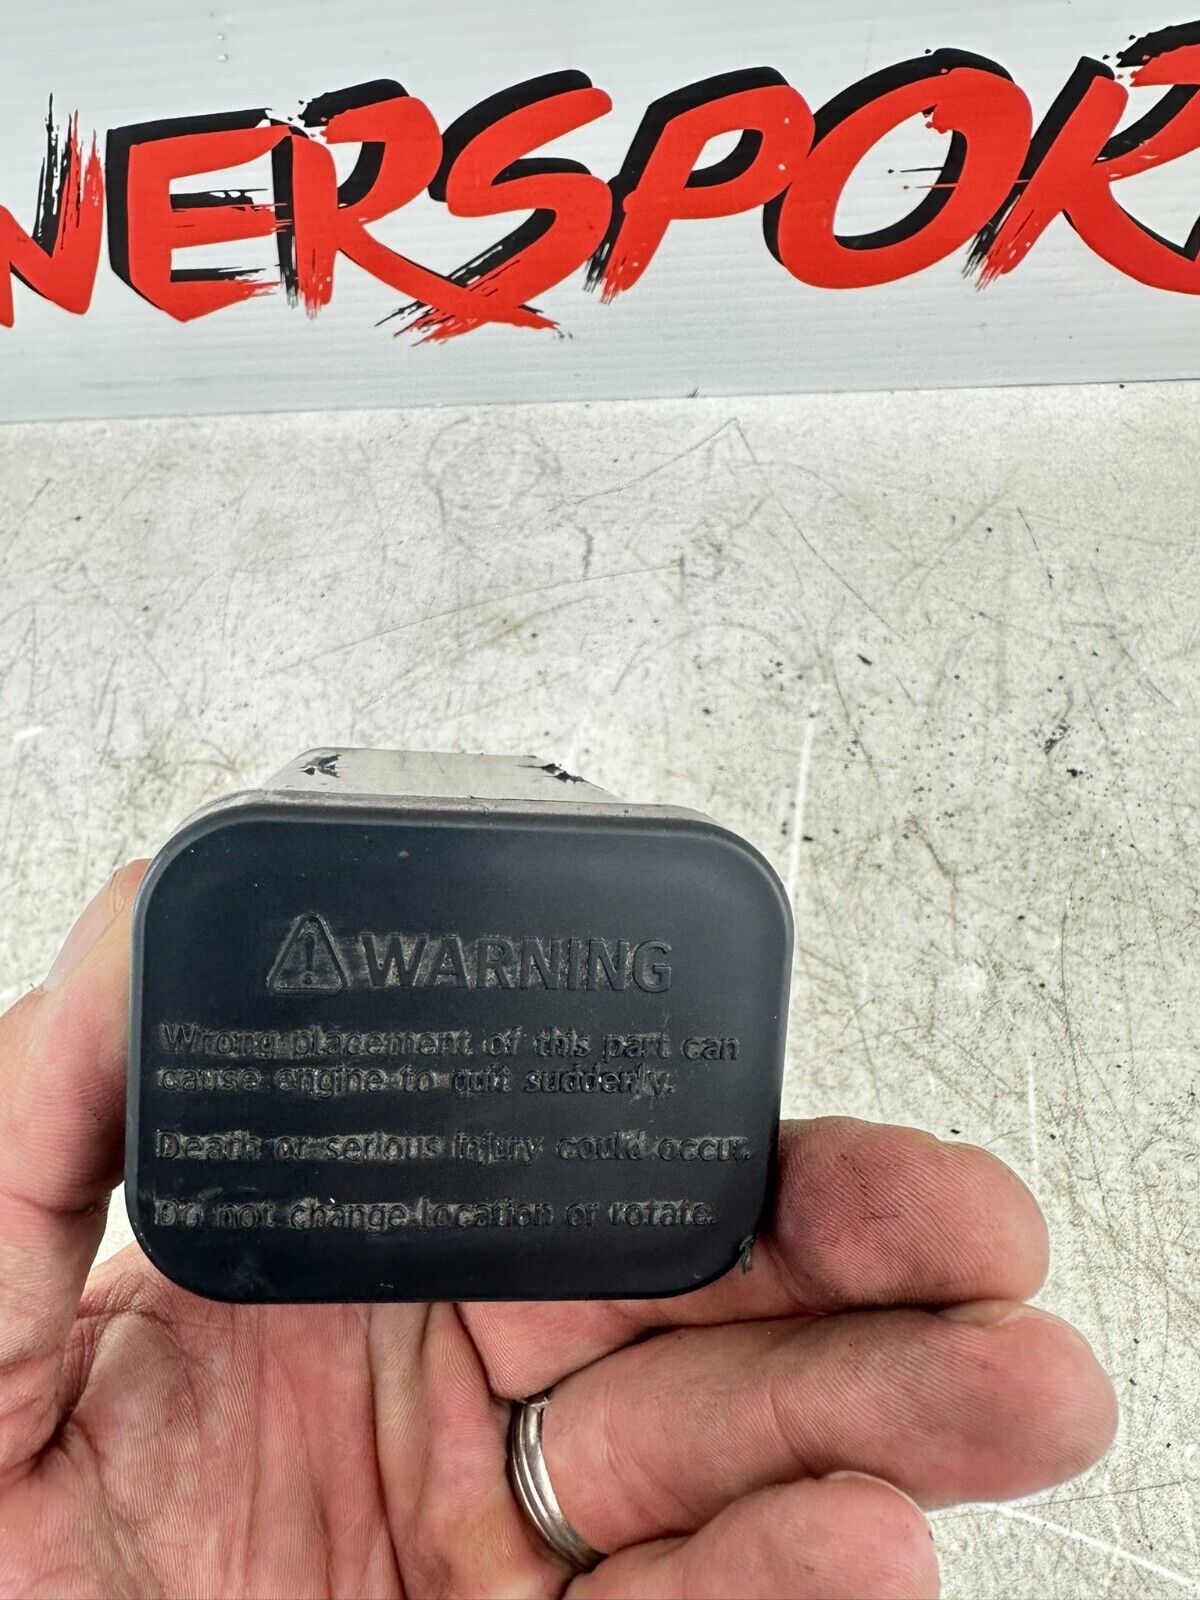 WERSPOR
WARNING
Wrong placement of this part can
cause engine to quit suddenly.
Death or serious injury could occur.
Do not change location or rotate.